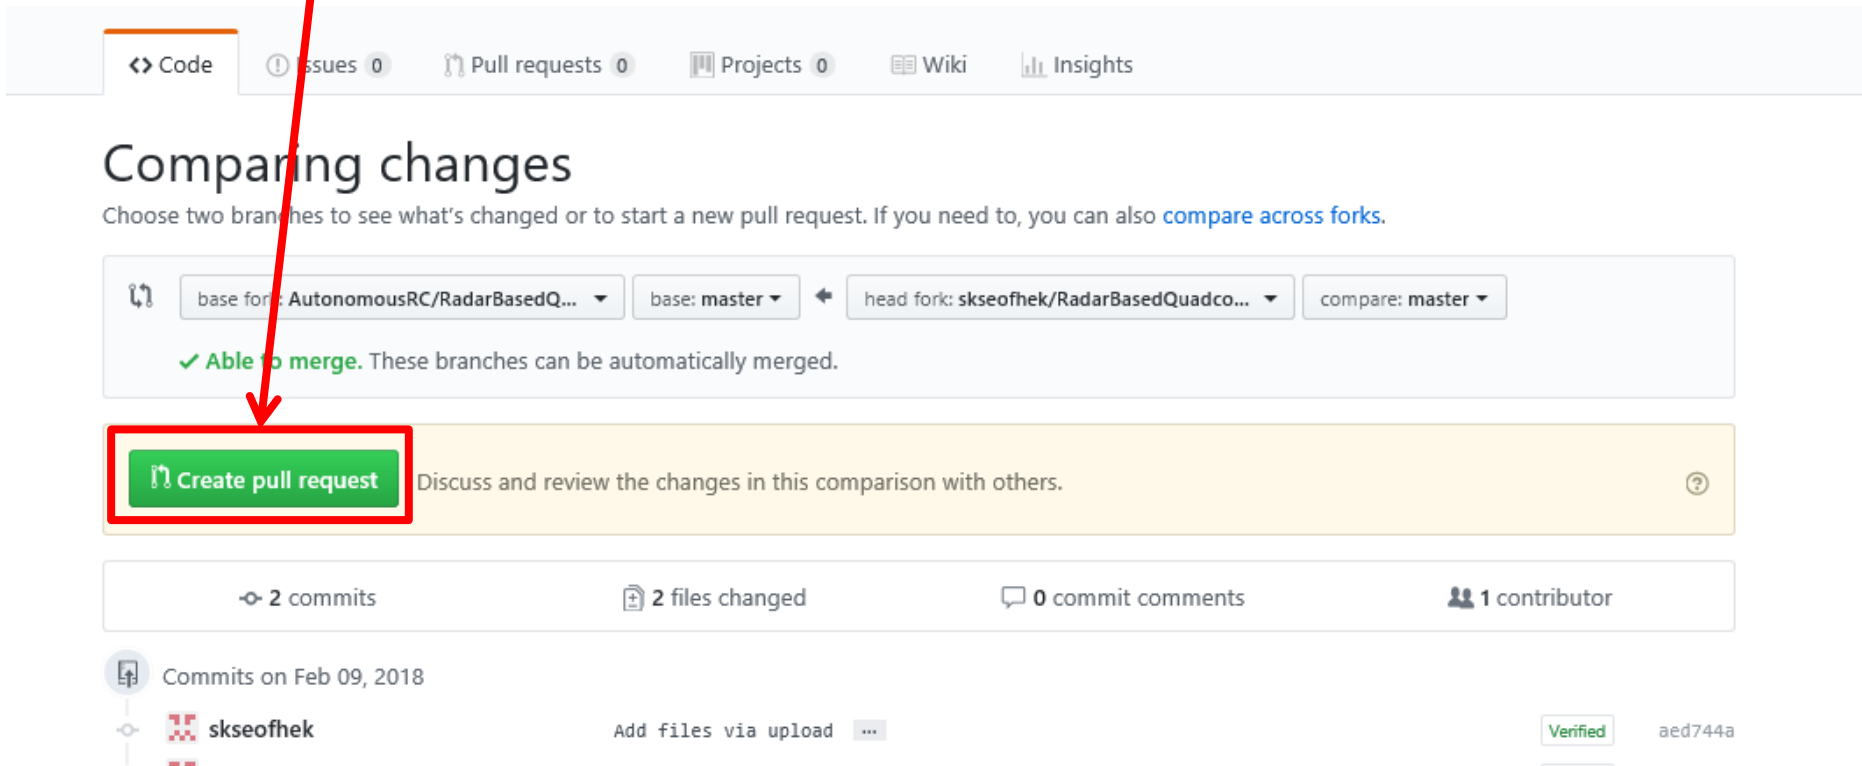 Code Issues 0 Pull requests 0 Projects 0 Wiki Insights
Comparing changes
Choose two branches to see what's changed or to start a new pull request. If you need to, you can also compare across forks.
base fork: AutonomousRC/RadarBasedQ... base: master head fork: skseofhek/RadarBasedQuadco... compare: master
Able to merge. These branches can be automatically merged.
Create pull request Discuss and review the changes in this comparison with others.
2 commits 2 files changed 0 commit comments 1 contributor
Commits on Feb 09, 2018
skseofhek Add files via upload ... Verified aed744a